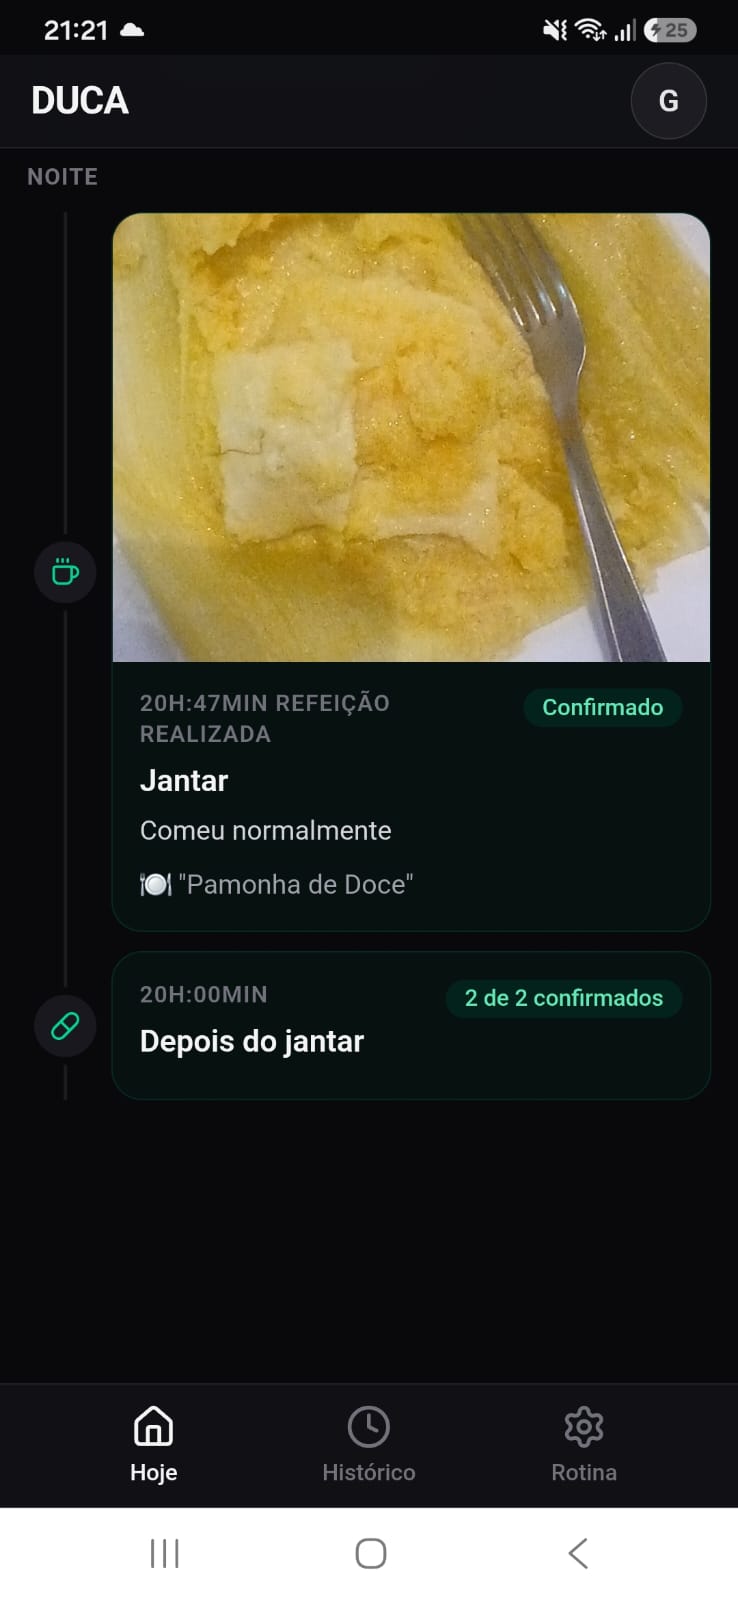 21:21
25
DUCA
G
NOITE
20H:47MIN REFEIÇÃO
REALIZADA
Confirmado
Jantar
Comeu normalmente
🍽️ "Pamonha de Doce"
20H:00MIN
2 de 2 confirmados
Depois do jantar
Hoje
Histórico
Rotina